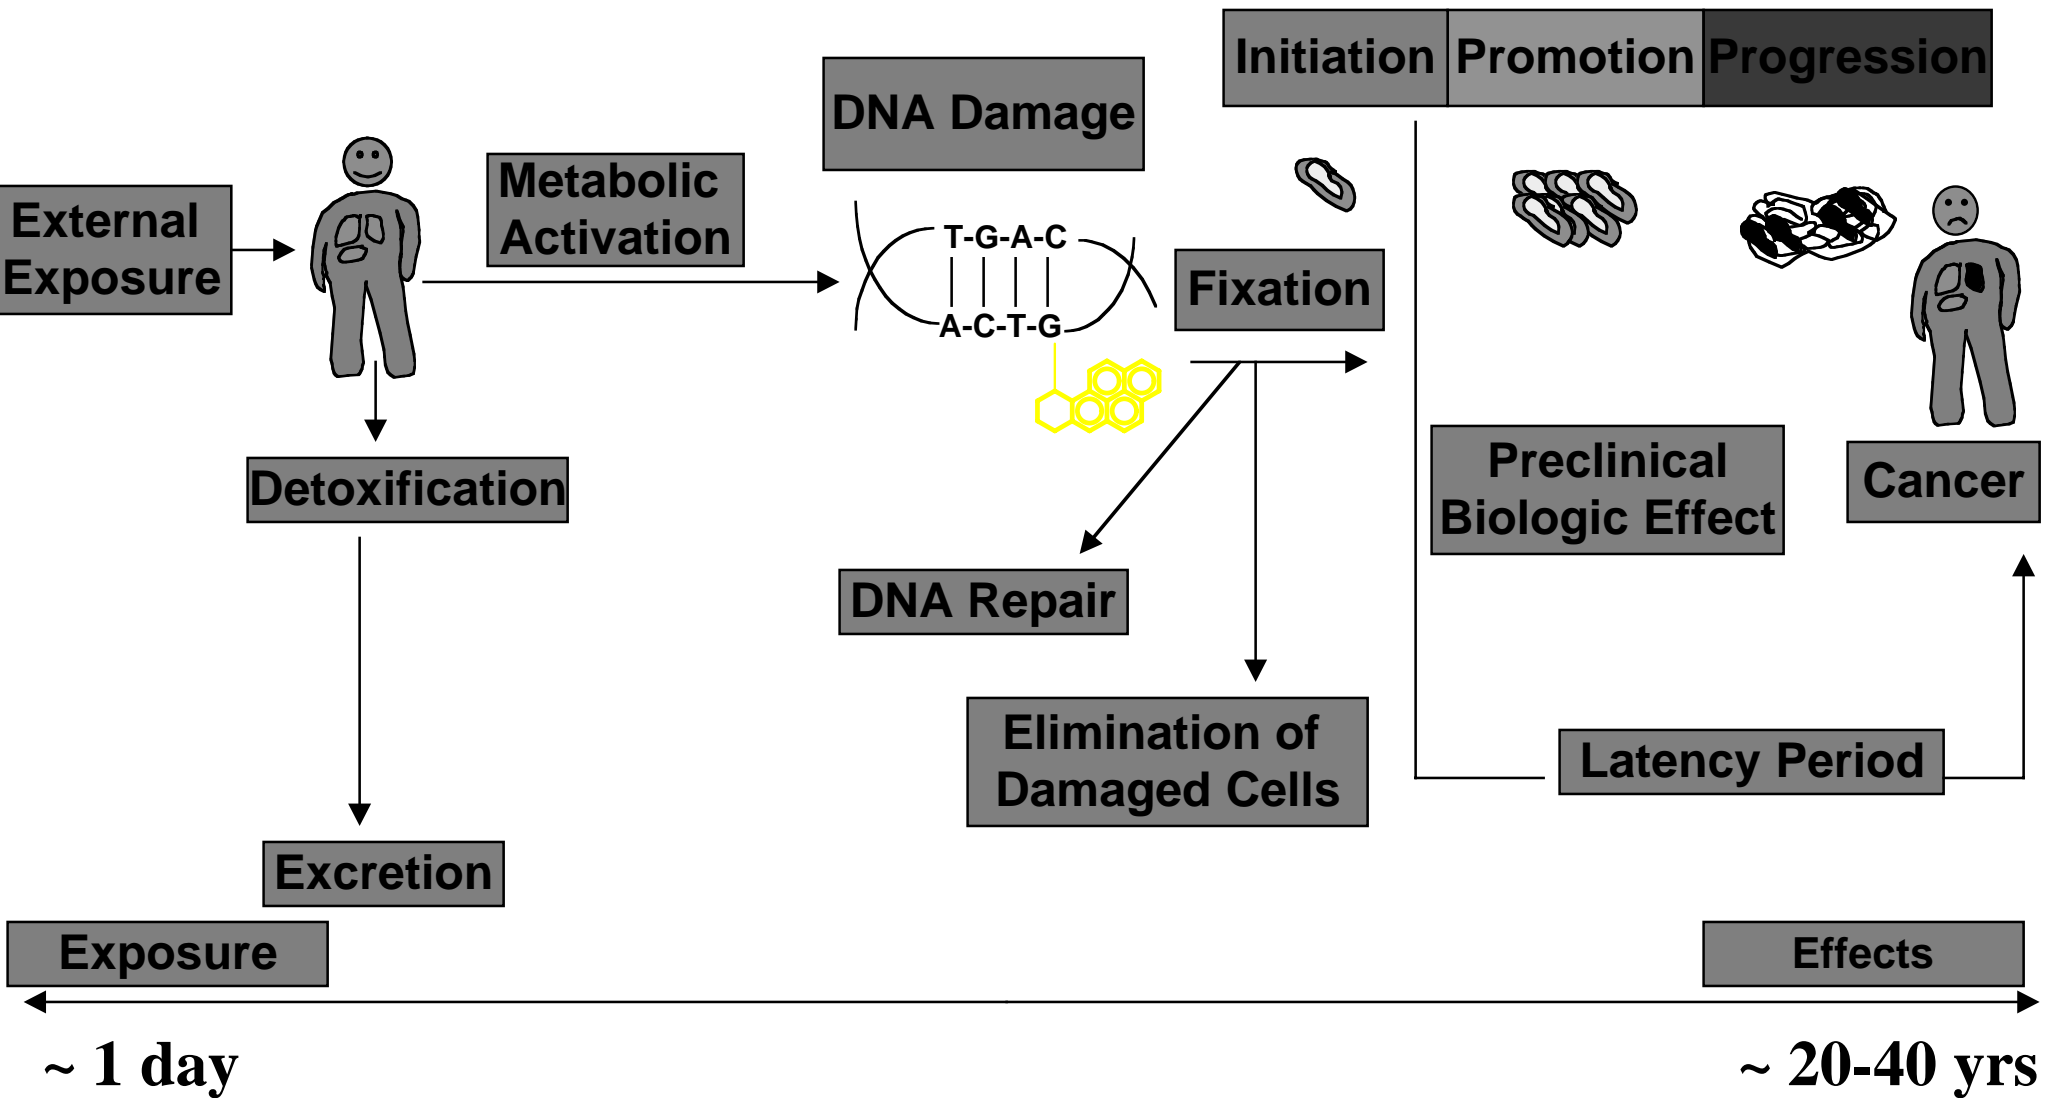 Initiation Promotion Progression
DNA Damage
Metabolic
Activation
External
Exposure
T-G-A-C
A-C-T-G
Fixation
Preclinical
Biologic Effect
Cancer
Detoxification
DNA Repair
Elimination of
Damaged Cells
Latency Period
Excretion
Exposure
Effects
~ 1 day
~ 20-40 yrs